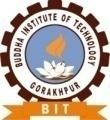 BUDDHA INSTITUTE OF TECHNOLOGY
GORAKHPUR
BIT